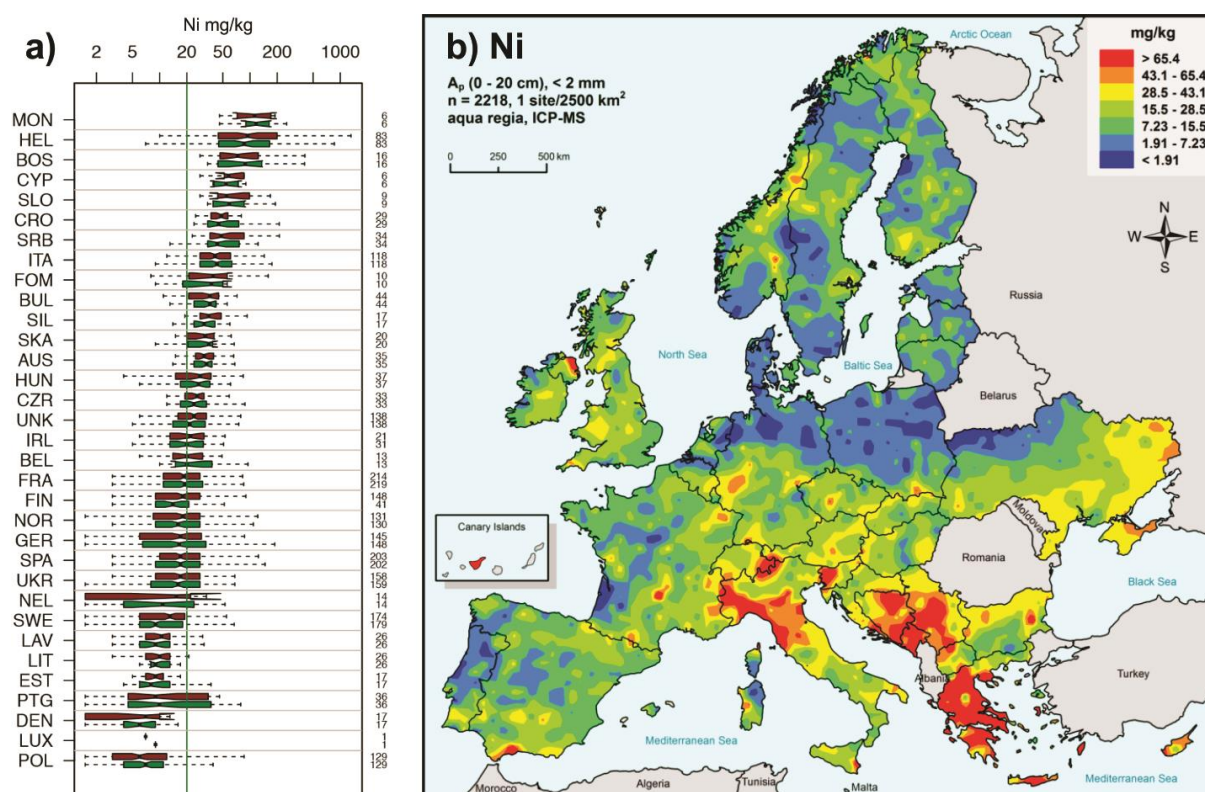 a)
Ni mg/kg
2 5 20 50 200 1000
MON 6
6
HEL 83
83
BOS 16
16
CYP 6
6
SLO 9
9
CRO 29
29
SRB 34
34
ITA 118
118
FOM 10
10
BUL 44
44
SIL 17
17
SKA 20
20
AUS 35
35
HUN 37
37
CZR 33
33
UNK 138
138
IRL 31
31
BEL 13
13
FRA 214
219
FIN 148
41
NOR 131
130
GER 145
148
SPA 203
202
UKR 158
159
NEL 14
14
SWE 174
179
LAV 26
26
LIT 26
26
EST 17
17
PTG 36
36
DEN 17
17
LUX 1
1
POL 129
129
b) Ni
Ap (0 - 20 cm), < 2 mm
n = 2218, 1 site/2500 km²
aqua regia, ICP-MS
0 250 500 km
mg/kg
> 65.4
43.1 - 65.4
28.5 - 43.1
15.5 - 28.5
7.23 - 15.5
1.91 - 7.23
< 1.91
N
W E
S
Arctic Ocean
Russia
North Sea
Baltic Sea
Belarus
Canary Islands
Moldova
Romania
Black Sea
Albania
Turkey
Mediterranean Sea
Morocco
Algeria
Tunisia
Malta
Mediterranean Sea